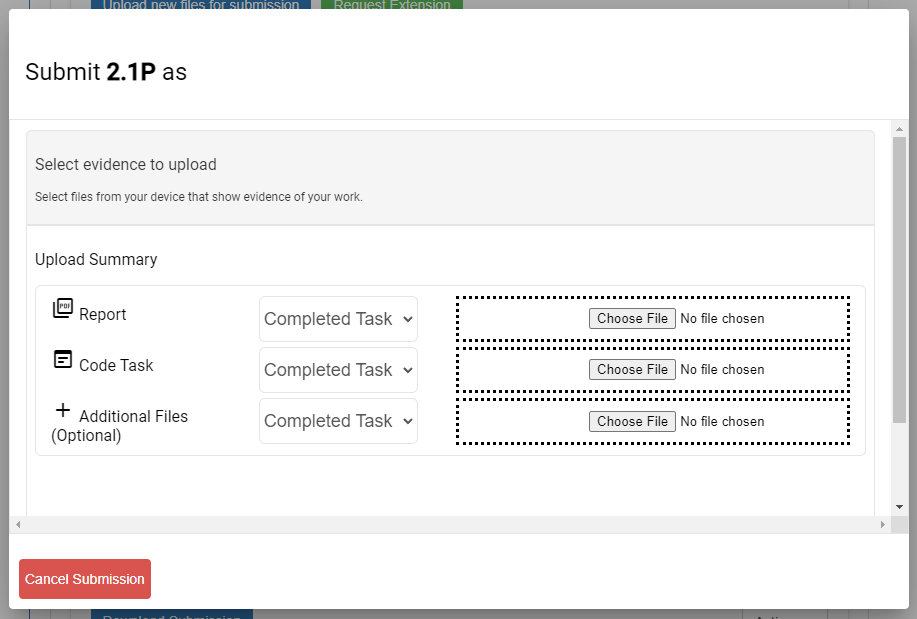 Upload new files for submission
Request Extension
Submit 2.1P as
Select evidence to upload
Select files from your device that show evidence of your work.
Upload Summary
PDF Report
Completed Task
Choose File No file chosen
Code Task
Completed Task
Choose File No file chosen
Additional Files
(Optional)
Completed Task
Choose File No file chosen
Cancel Submission
Download Submission